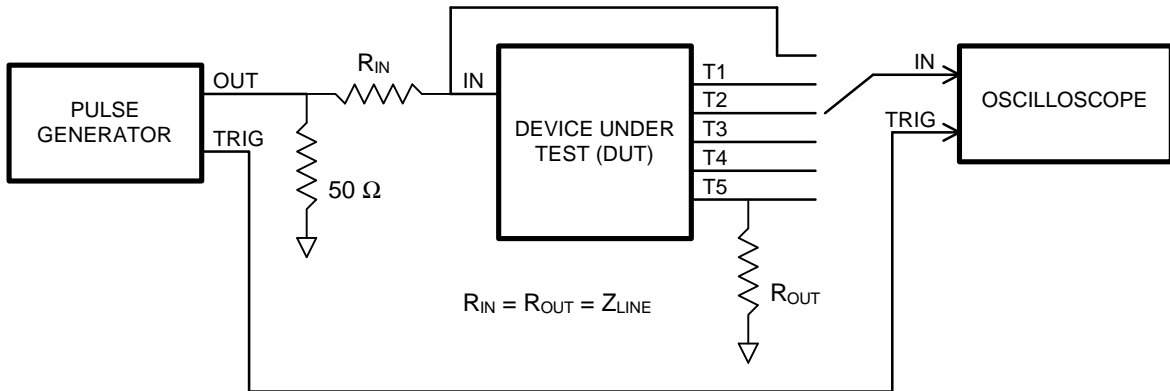 PULSE
GENERATOR
OUT
TRIG
50 Ω
RIN
IN
DEVICE UNDER
TEST (DUT)
T1
T2
T3
T4
T5
ROUT
RIN = ROUT = ZLINE
IN
TRIG
OSCILLOSCOPE